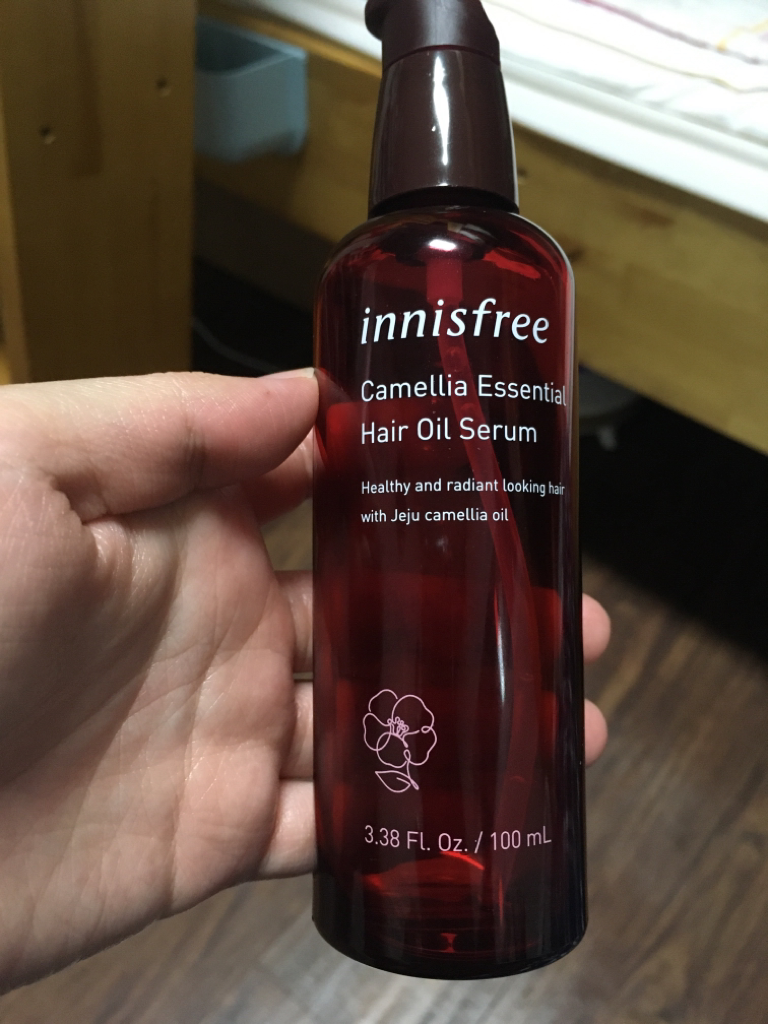 innisfree
Camellia Essential
Hair Oil Serum
Healthy and radiant looking hair
with Jeju camellia oil
3.38 Fl. Oz. / 100 mL